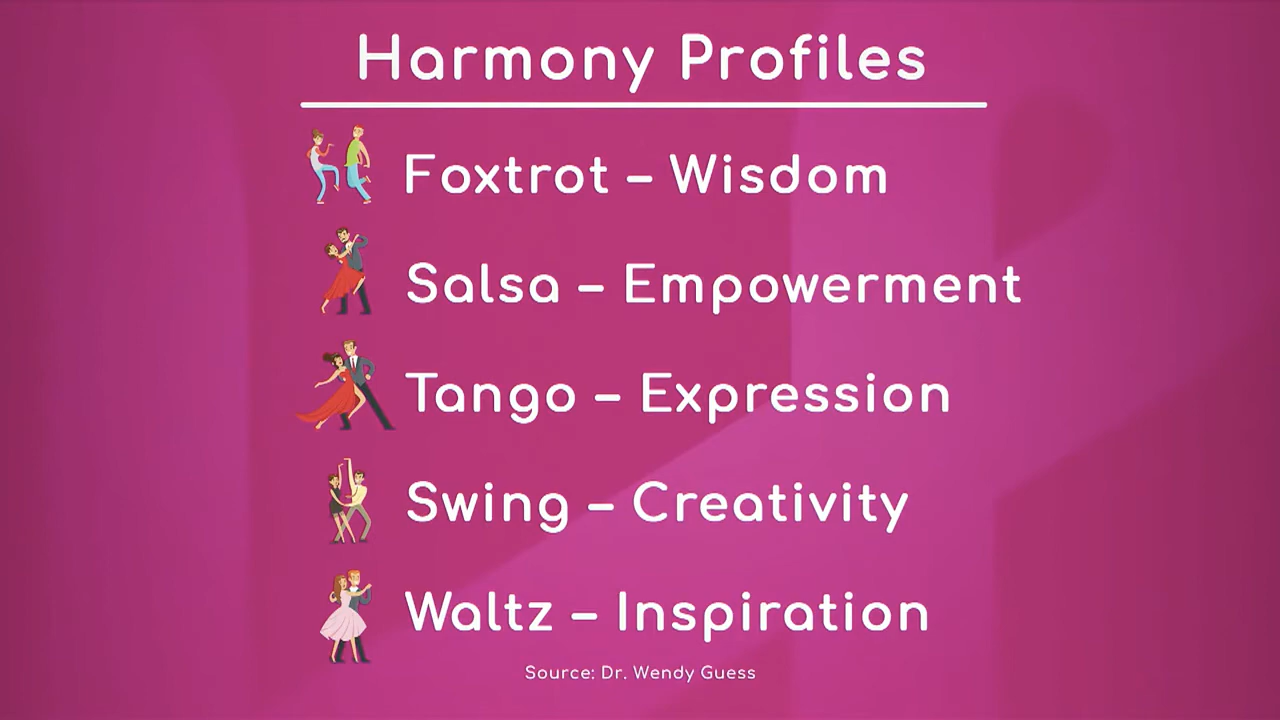 Harmony Profiles
Foxtrot – Wisdom
Salsa – Empowerment
Tango – Expression
Swing – Creativity
Waltz – Inspiration
Source: Dr. Wendy Guess